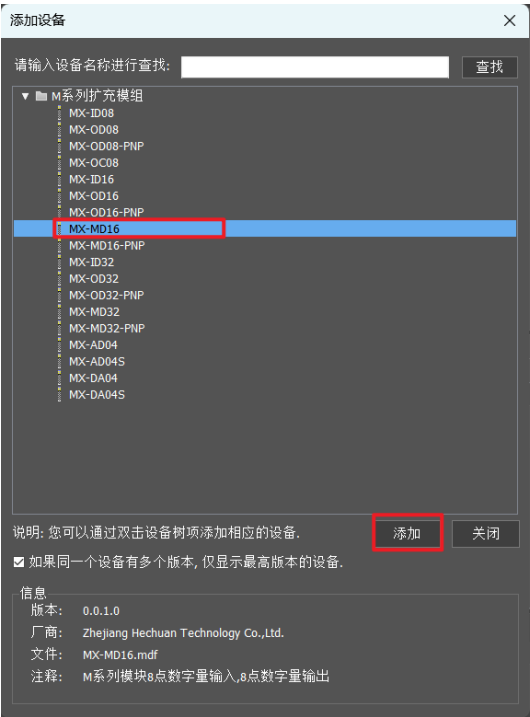 添加设备
请输入设备名称进行查找:
查找
M系列扩充模组
MX-ID08
MX-OD08
MX-OD08-PNP
MX-OC08
MX-ID16
MX-OD16
MX-OD16-PNP
MX-MD16
MX-MD16-PNP
MX-ID32
MX-OD32
MX-OD32-PNP
MX-MD32
MX-MD32-PNP
MX-AD04
MX-AD04S
MX-DA04
MX-DA04S
说明: 您可以通过双击设备树项添加相应的设备.
添加
关闭
如果同一个设备有多个版本, 仅显示最高版本的设备.
信息
版本: 0.0.1.0
厂商: Zhejiang Hechuan Technology Co.,Ltd.
文件: MX-MD16.mdf
注释: M系列模块8点数字量输入,8点数字量输出